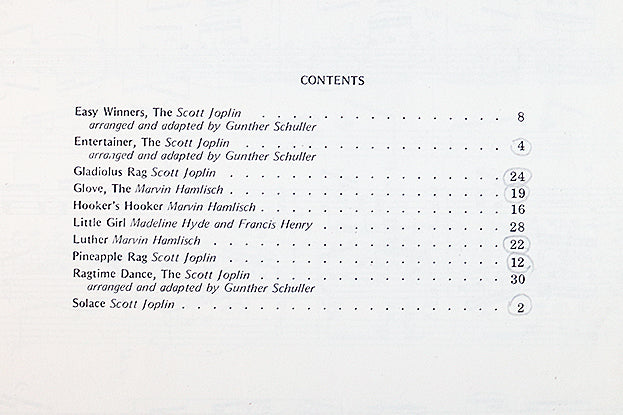 CONTENTS
Easy Winners, The Scott Joplin . . . . . . . . . . . . . . . . 8
arranged and adapted by Gunther Schuller
Entertainer, The Scott Joplin . . . . . . . . . . . . . . . . 4
arranged and adapted by Gunther Schuller
Gladiolus Rag Scott Joplin . . . . . . . . . . . . . . . . 24
Glove, The Marvin Hamlisch . . . . . . . . . . . . . . . . 19
Hooker's Hooker Marvin Hamlisch . . . . . . . . . . . . . . . . 16
Little Girl Madeline Hyde and Francis Henry . . . . . . . . . . . . . 28
Luther Marvin Hamlisch . . . . . . . . . . . . . . . . 22
Pineapple Rag Scott Joplin . . . . . . . . . . . . . . . . 12
Ragtime Dance, The Scott Joplin . . . . . . . . . . . . . . . . 30
arranged and adapted by Gunther Schuller
Solace Scott Joplin . . . . . . . . . . . . . . . . . 2